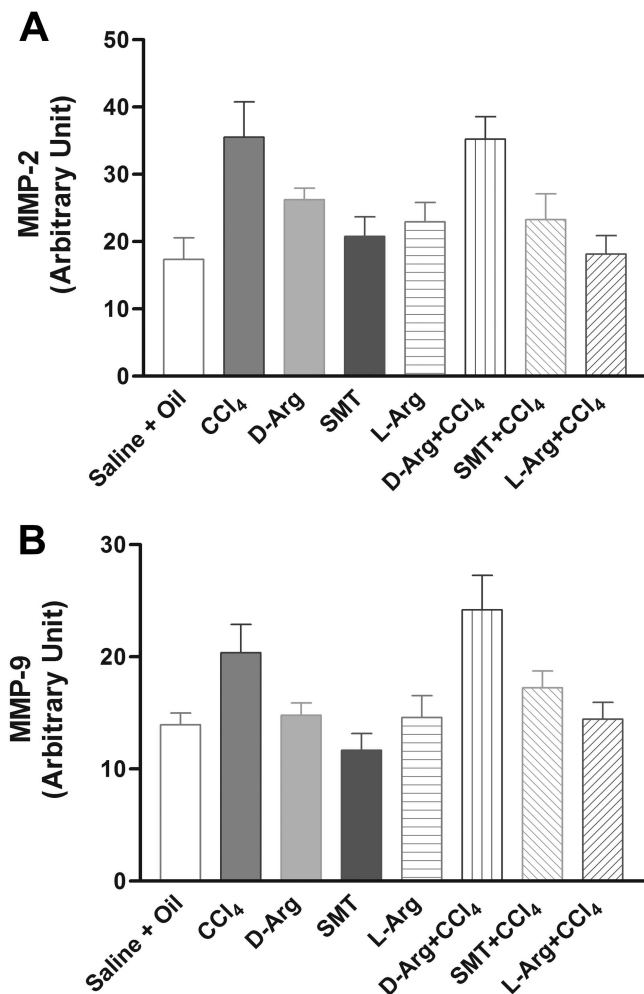 A
MMP-2
(Arbitrary Unit)
50
40
30
20
10
0
Saline + Oil
CCl₄
D-Arg
SMT
L-Arg
D-Arg+CCl₄
SMT+CCl₄
L-Arg+CCl₄
B
MMP-9
(Arbitrary Unit)
30
20
10
0
Saline + Oil
CCl₄
D-Arg
SMT
L-Arg
D-Arg+CCl₄
SMT+CCl₄
L-Arg+CCl₄